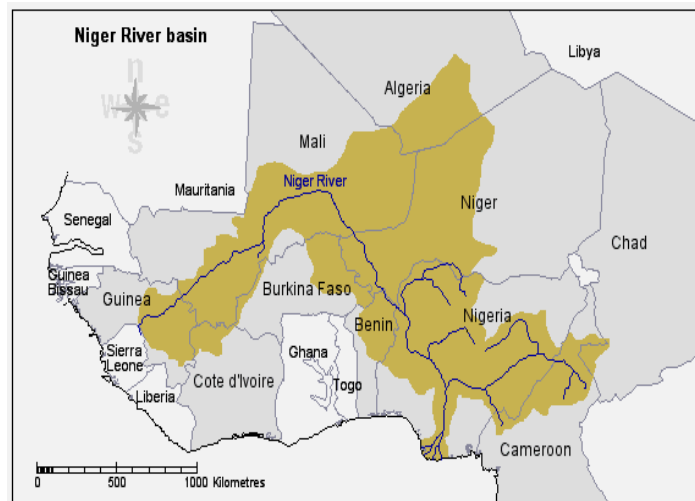 Niger River basin
n
w e
s
Libya
Algeria
Mali
Niger River
Mauritania
Niger
Senegal
Chad
Guinea
Bissau
Guinea
Burkina Faso
Nigeria
Benin
Sierra
Leone
Ghana
Togo
Cote d'Ivoire
Liberia
Cameroon
0 500 1000 Kilometres